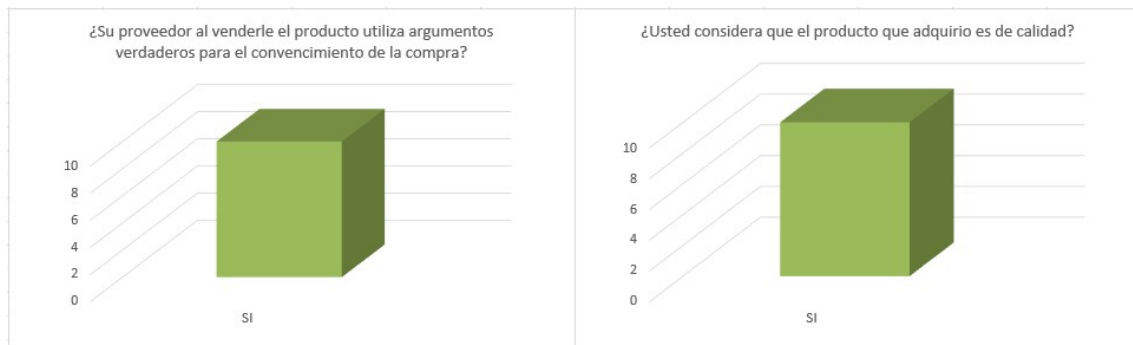 ¿Su proveedor al venderle el producto utiliza argumentos
verdaderos para el convencimiento de la compra?
10
8
6
4
2
0
SI
¿Usted considera que el producto que adquirio es de calidad?
10
8
6
4
2
0
SI